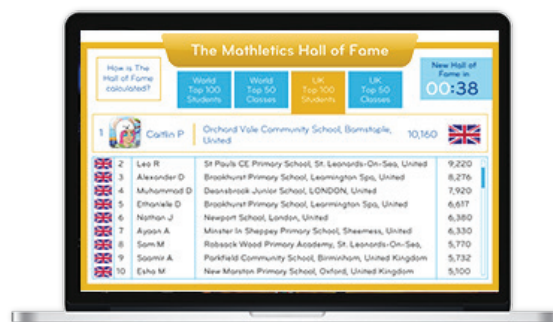 The Mathletics Hall of Fame
How is The
Hall of Fame
calculated?
World
Top 100
Students
World
Top 50
Classes
UK
Top 100
Students
UK
Top 50
Classes
New Hall of
Fame in
00:38
1 Caitlin P Orchard Vale Community School, Barnstaple,
United 10,160
2 Leo R St Pauls CE Primary School, St. Leonards-On-Sea, United 9,220
3 Alexander D Brookhurst Primary School, Leamington Spa, United 8,276
4 Muhammad D Deansbrook Junior School, LONDON, United 7,920
5 Ethanielle D Brookhurst Primary School, Leamington Spa, United 6,617
6 Nathan J Newport School, London, United 6,380
7 Ayaan A Minster In Sheppey Primary School, Sheerness, United 6,330
8 Sam M Robsack Wood Primary Academy, St. Leonards-On-Sea, 5,770
9 Saamir A Parkfield Community School, Birminham, United Kingdom 5,732
10 Esha M New Marston Primary School, Oxford, United Kingdom 5,100